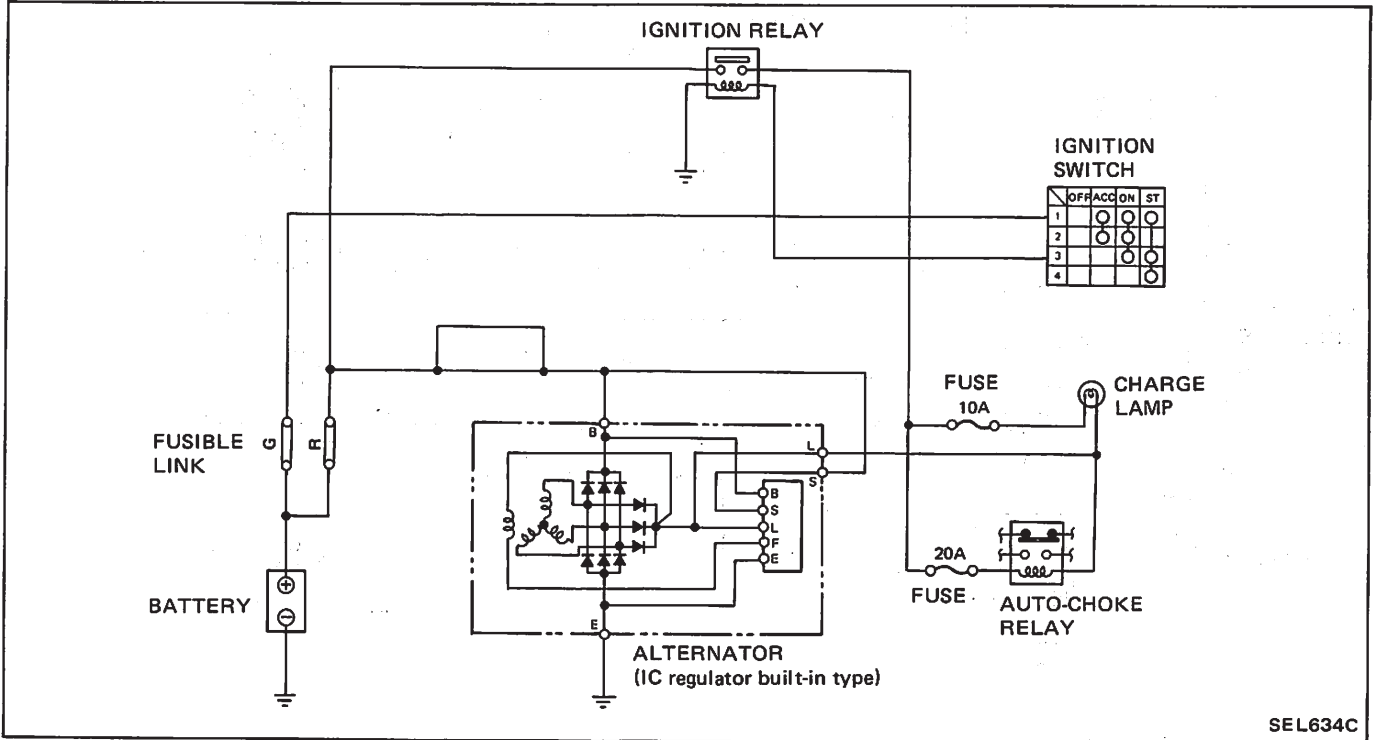 IGNITION RELAY
IGNITION
SWITCH
OFF ACC ON ST
1
2
3
4
FUSE
10A
CHARGE
LAMP
FUSIBLE
LINK
G
R
B
L
S
B
S
L
F
E
20A
FUSE
AUTO-CHOKE
RELAY
BATTERY
E
ALTERNATOR
(IC regulator built-in type)
SEL634C